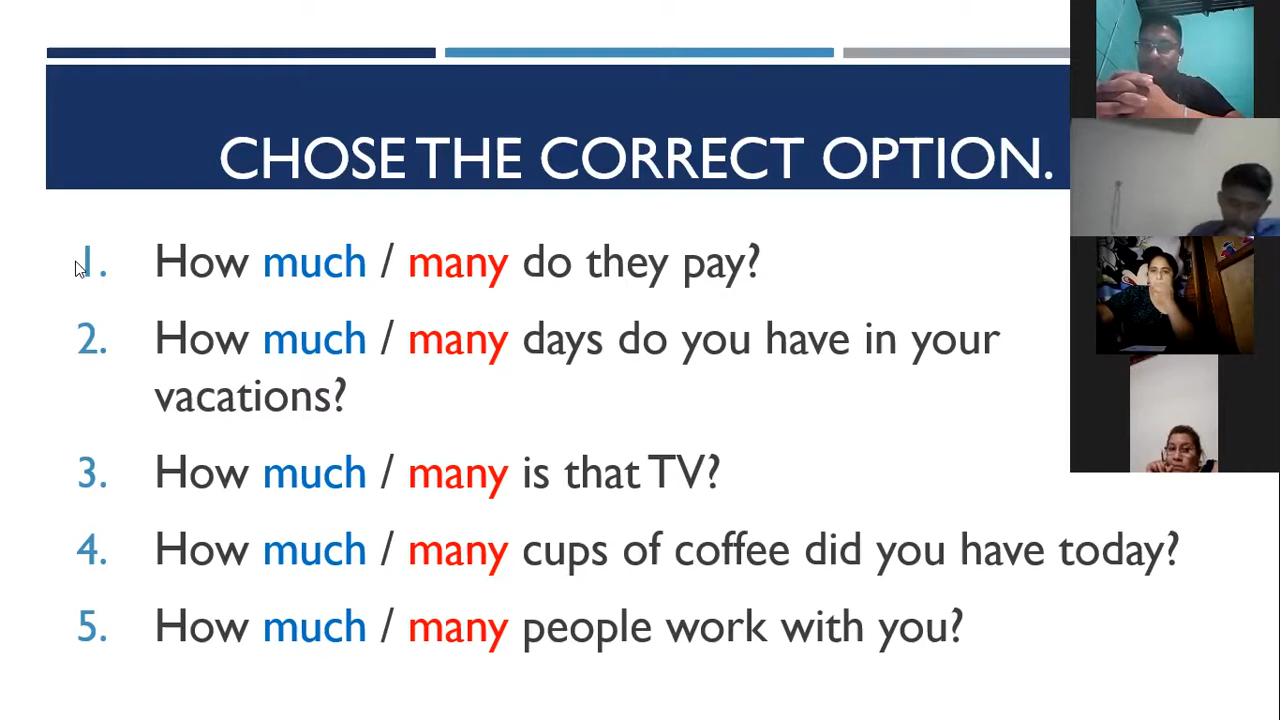 CHOSE THE CORRECT OPTION.
1. How much / many do they pay?
2. How much / many days do you have in your
vacations?
3. How much / many is that TV?
4. How much / many cups of coffee did you have today?
5. How much / many people work with you?